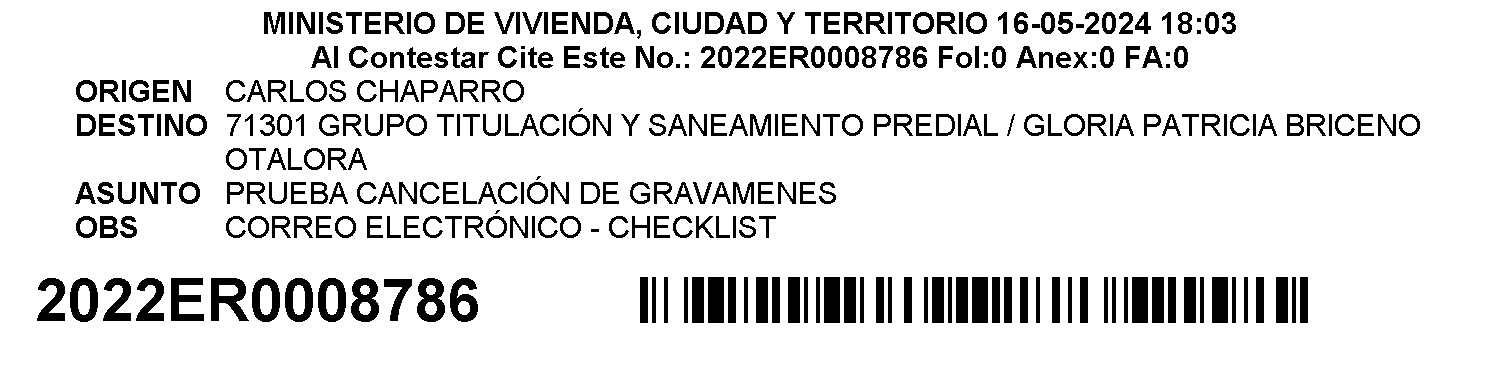 MINISTERIO DE VIVIENDA, CIUDAD Y TERRITORIO 16-05-2024 18:03
Al Contestar Cite Este No.: 2022ER0008786 Fol:0 Anex:0 FA:0
ORIGEN CARLOS CHAPARRO
DESTINO 71301 GRUPO TITULACIÓN Y SANEAMIENTO PREDIAL / GLORIA PATRICIA BRICENO
OTALORA
ASUNTO PRUEBA CANCELACIÓN DE GRAVAMENES
OBS CORREO ELECTRÓNICO - CHECKLIST
2022ER0008786